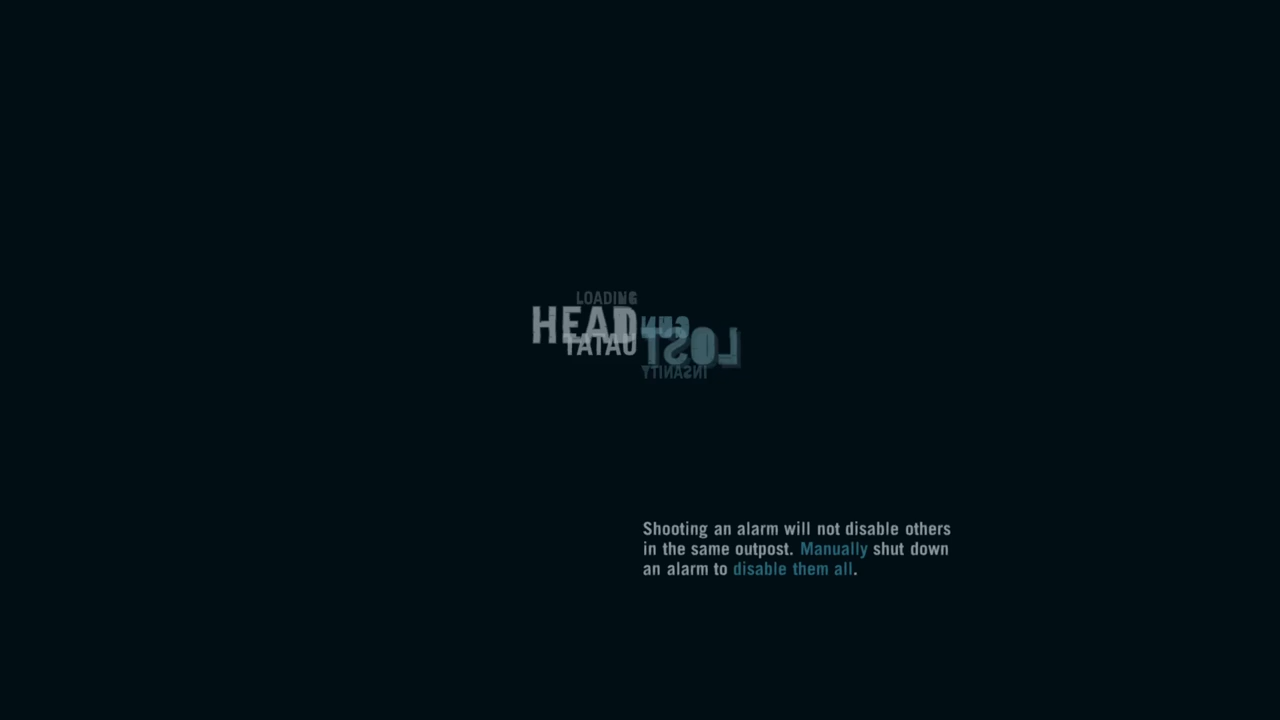 LOADING
HEAD
GUN
LOST
TATAU
INSANITY
Shooting an alarm will not disable others
in the same outpost. Manually shut down
an alarm to disable them all.